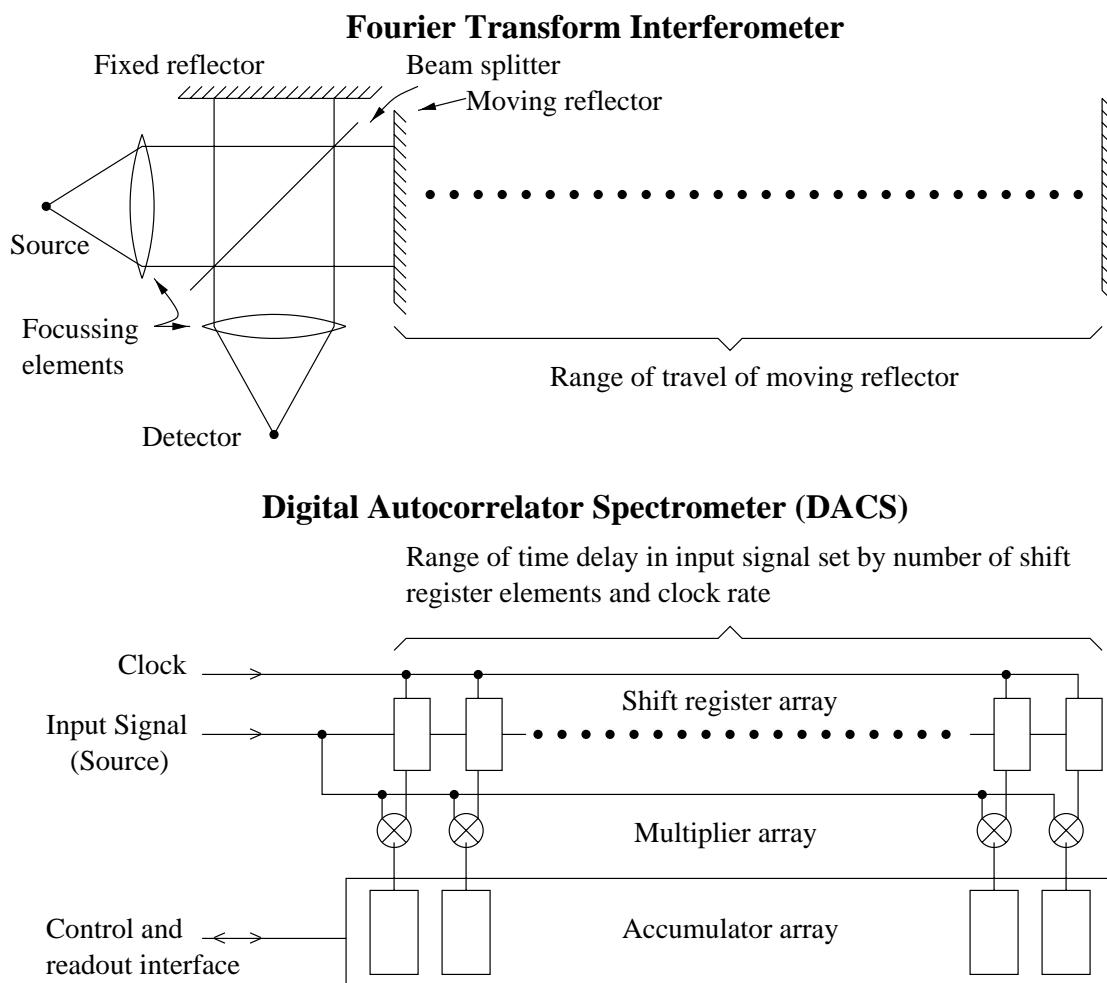 Fourier Transform Interferometer
Fixed reflector
Beam splitter
Moving reflector
Source
Focussing
elements
Range of travel of moving reflector
Detector
Digital Autocorrelator Spectrometer (DACS)
Range of time delay in input signal set by number of shift
register elements and clock rate
Clock
Shift register array
Input Signal
(Source)
Multiplier array
Accumulator array
Control and
readout interface